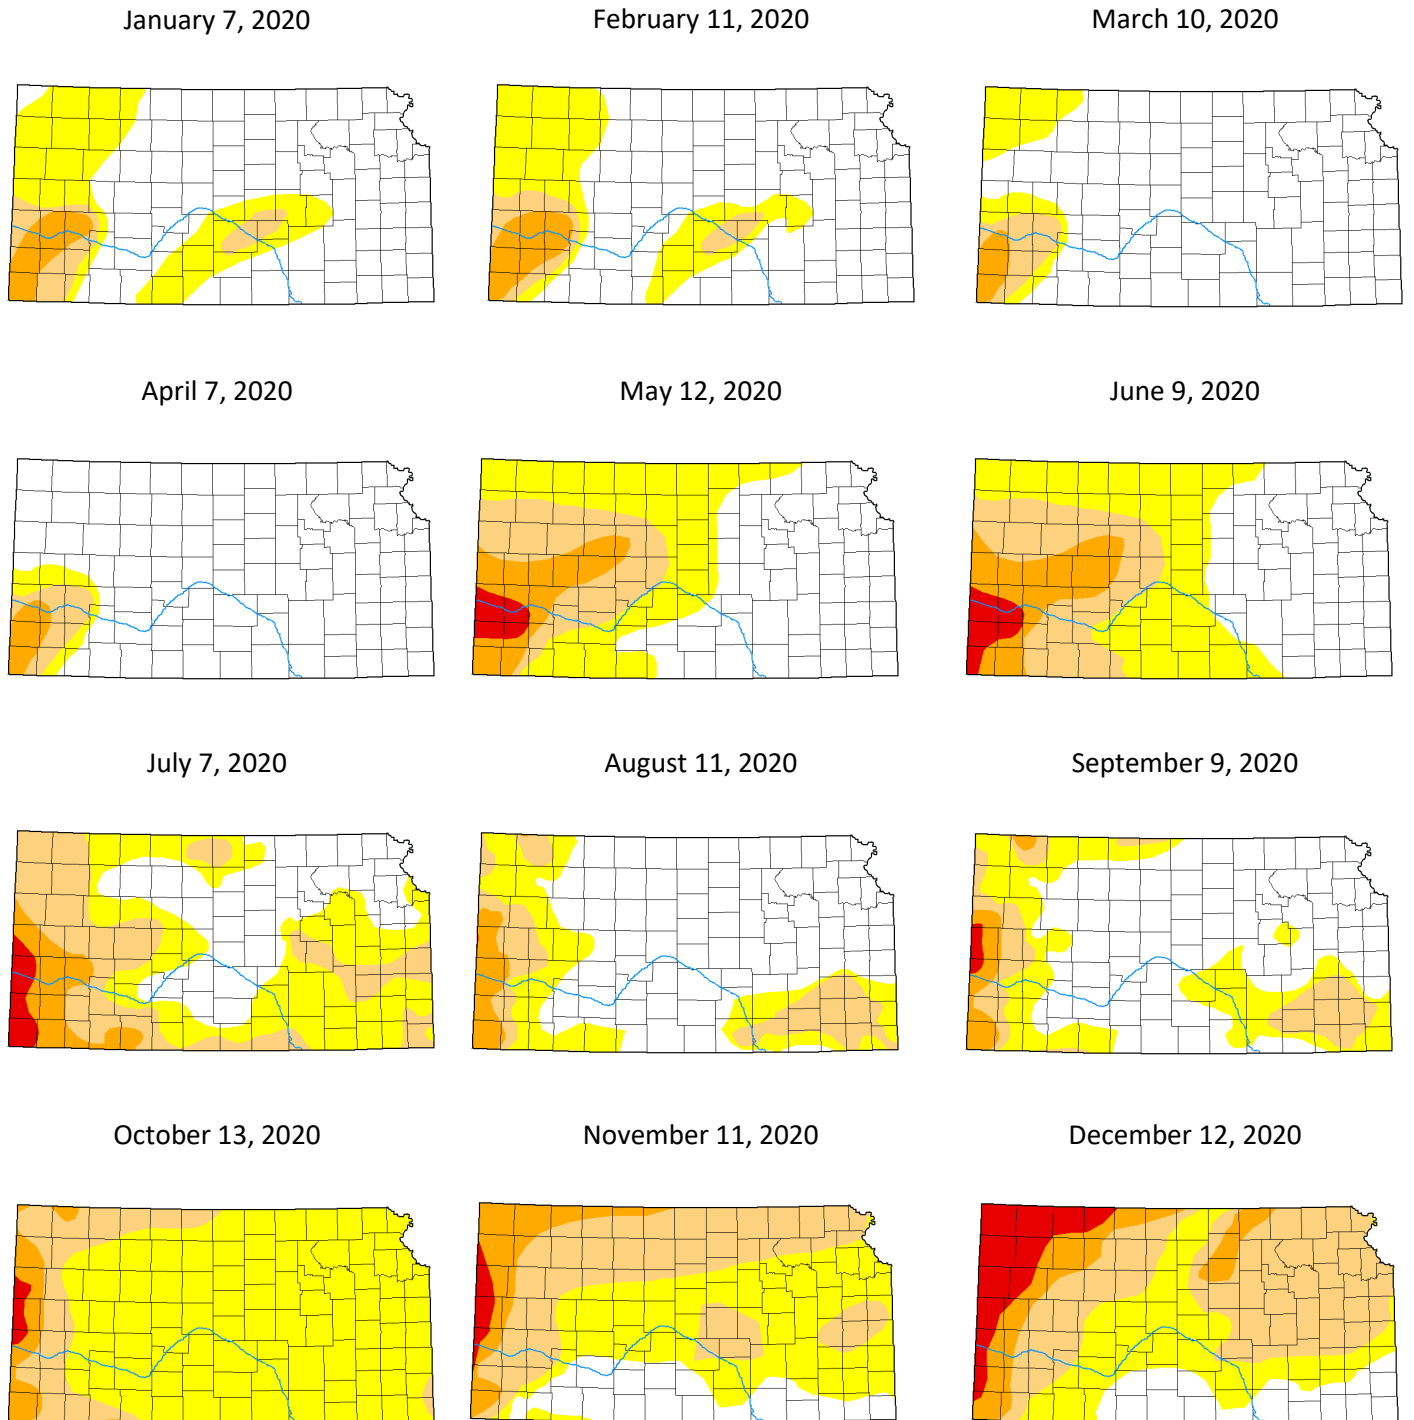 January 7, 2020
February 11, 2020
March 10, 2020
April 7, 2020
May 12, 2020
June 9, 2020
July 7, 2020
August 11, 2020
September 9, 2020
October 13, 2020
November 11, 2020
December 12, 2020